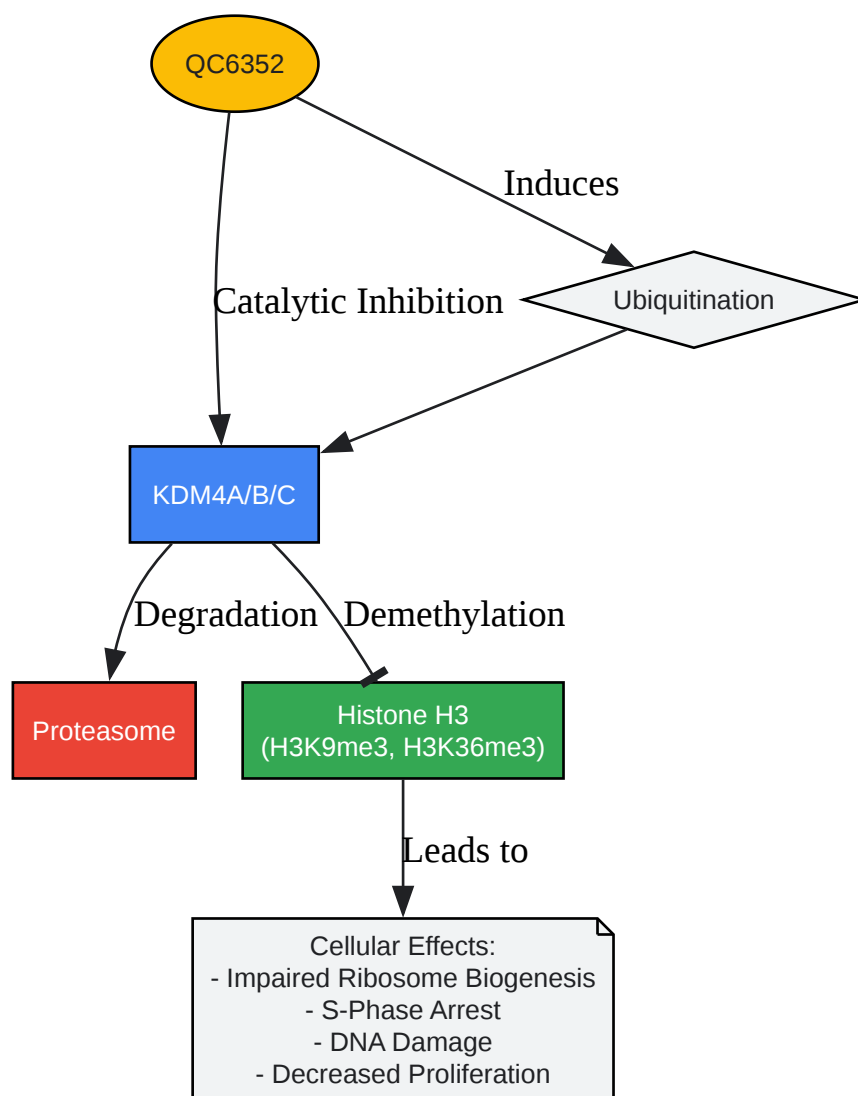 QC6352
Induces
Catalytic Inhibition
Ubiquitination
KDM4A/B/C
Degradation
Demethylation
Proteasome
Histone H3
(H3K9me3, H3K36me3)
Leads to
Cellular Effects:
- Impaired Ribosome Biogenesis
- S-Phase Arrest
- DNA Damage
- Decreased Proliferation